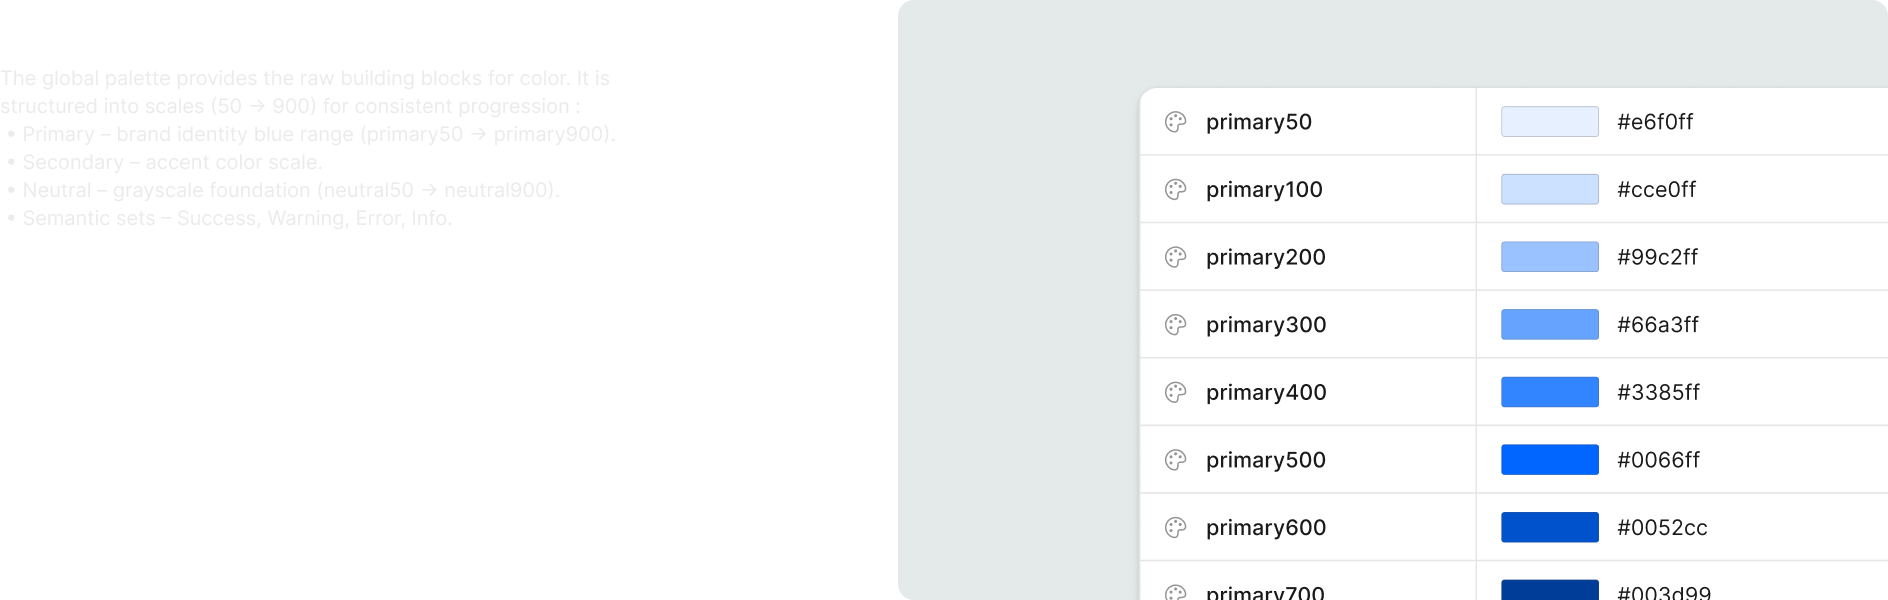 The global palette provides the raw building blocks for color. It is
structured into scales (50 → 900) for consistent progression :
• Primary – brand identity blue range (primary50 → primary900).
• Secondary – accent color scale.
• Neutral – grayscale foundation (neutral50 → neutral900).
• Semantic sets – Success, Warning, Error, Info.
primary50 #e6f0ff
primary100 #cce0ff
primary200 #99c2ff
primary300 #66a3ff
primary400 #3385ff
primary500 #0066ff
primary600 #0052cc
primary700 #003d99